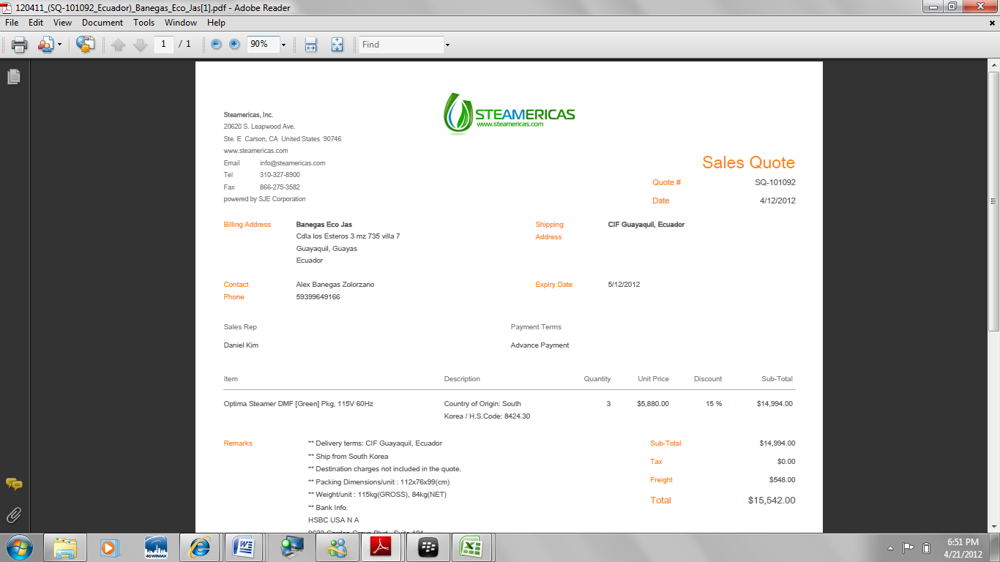 120411_(SQ-101092_Ecuador)_Banegas_Eco_Jas[1].pdf - Adobe Reader
File Edit View Document Tools Window Help
1 / 1 90% Find
STEAMERICAS
www.steamericas.com
Steamericas, Inc.
20620 S. Leapwood Ave.
Ste. E Carson, CA United States 90746
www.steamericas.com
Email info@steamericas.com
Tel 310-327-8900
Fax 866-275-3582
powered by SJE Corporation
Sales Quote
Quote # SQ-101092
Date 4/12/2012
Billing Address Banegas Eco Jas
Cdla los Esteros 3 mz 735 villa 7
Guayaquil, Guayas
Ecuador
Shipping Address CIF Guayaquil, Ecuador
Contact Alex Banegas Zolorzano
Phone 59399649166
Expiry Date 5/12/2012
Sales Rep Payment Terms
Daniel Kim Advance Payment
Item Description Quantity Unit Price Discount Sub-Total
Optima Steamer DMF [Green] Pkg, 115V 60Hz Country of Origin: South 3 $5,880.00 15 % $14,994.00
Korea / H.S.Code: 8424.30
Remarks ** Delivery terms: CIF Guayaquil, Ecuador
** Ship from South Korea
** Destination charges not included in the quote.
** Packing Dimensions/unit : 112x76x99(cm)
** Weight/unit : 115kg(GROSS), 84kg(NET)
** Bank Info.
HSBC USA N A
Sub-Total $14,994.00
Tax $0.00
Freight $548.00
Total $15,542.00
4GWIMAX
6:51 PM
4/21/2012